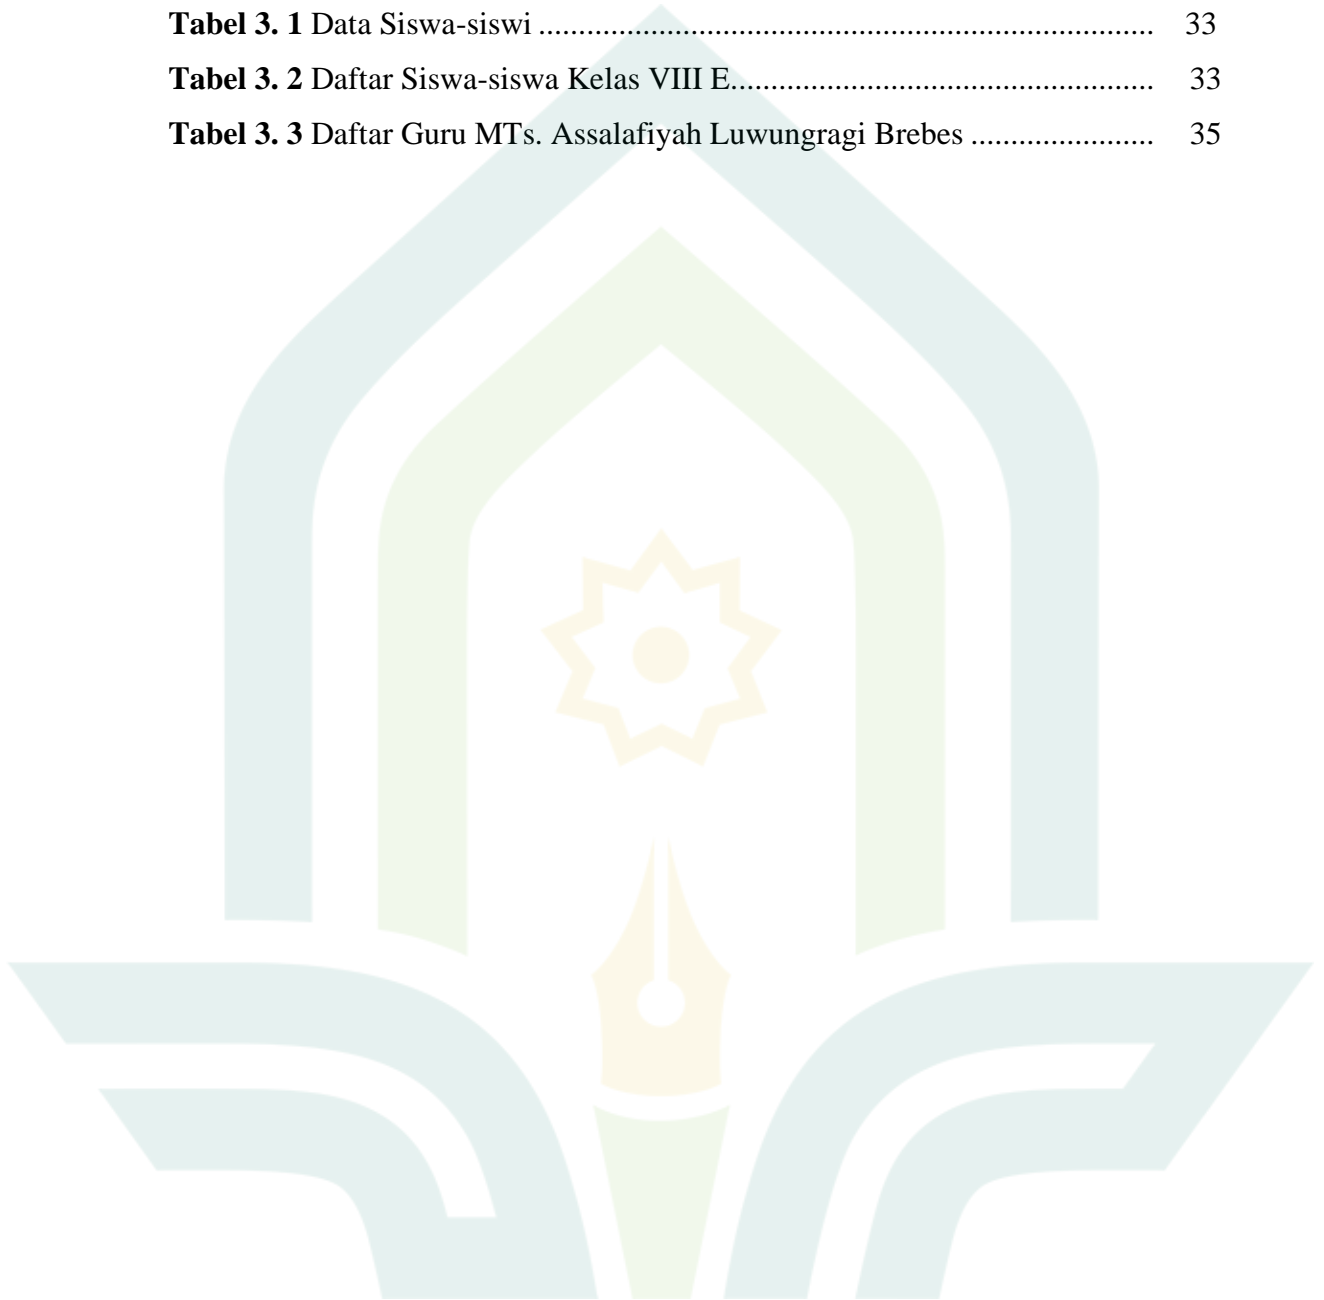 Tabel 3. 1 Data Siswa-siswi ............................................................................. 33
Tabel 3. 2 Daftar Siswa-siswa Kelas VIII E..................................................... 33
Tabel 3. 3 Daftar Guru MTs. Assalafiyah Luwungragi Brebes ....................... 35